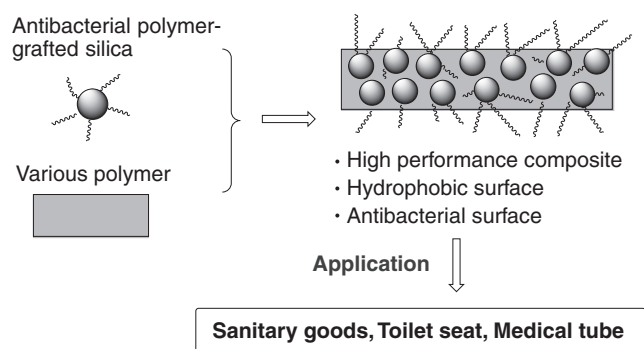 Antibacterial polymer-
grafted silica
Various polymer
· High performance composite
· Hydrophobic surface
· Antibacterial surface
Application
Sanitary goods, Toilet seat, Medical tube